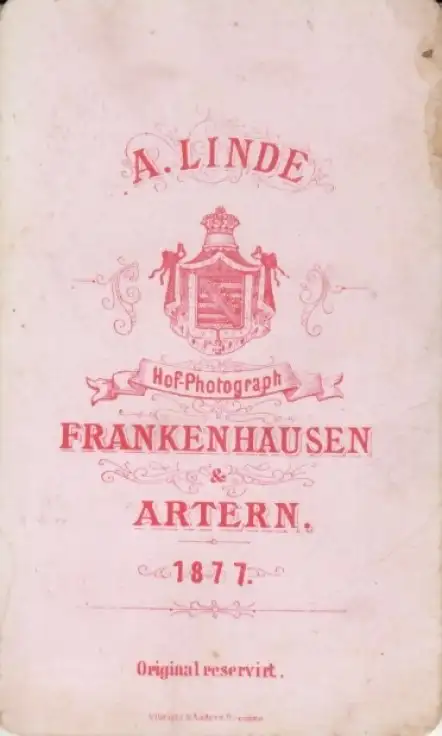 A. LINDE
Hof-Photograph
FRANKENHAUSEN
&
ARTERN.
1877.
Original reservirt.